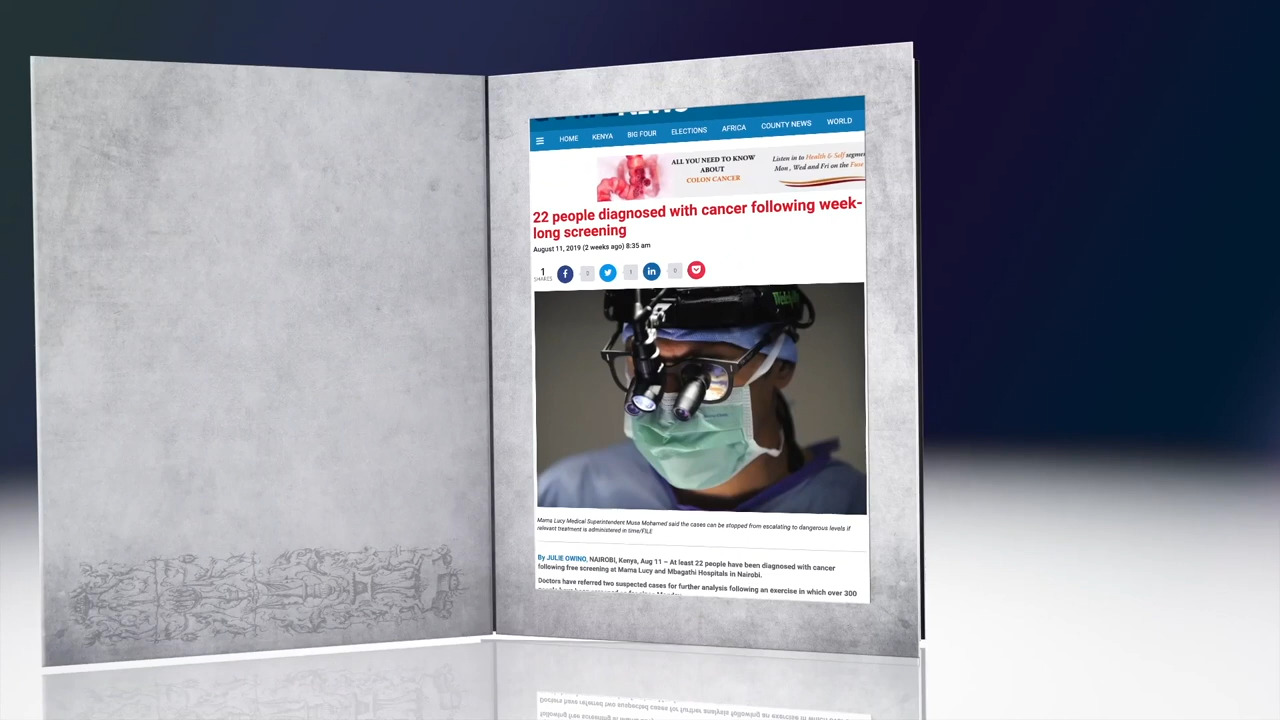 HOME KENYA BIG FOUR ELECTIONS AFRICA COUNTY NEWS WORLD
ALL YOU NEED TO KNOW
ABOUT
COLON CANCER
Listen in to Health & Self
Mon, Wed and Fri on the Fuse
22 people diagnosed with cancer following week-
long screening
August 11, 2019 (2 weeks ago) 8:35 am
1
SHARES
0
1
0
Mama Lucy Medical Superintendent Musa Mohamed said the cases can be stopped from escalating to dangerous levels if
relevant treatment is administered in time/FILE
By JULIE OWINO, NAIROBI, Kenya, Aug 11 – At least 22 people have been diagnosed with cancer
following free screening at Mama Lucy and Mbagathi Hospitals in Nairobi.
Doctors have referred two suspected cases for further analysis following an exercise in which over 300